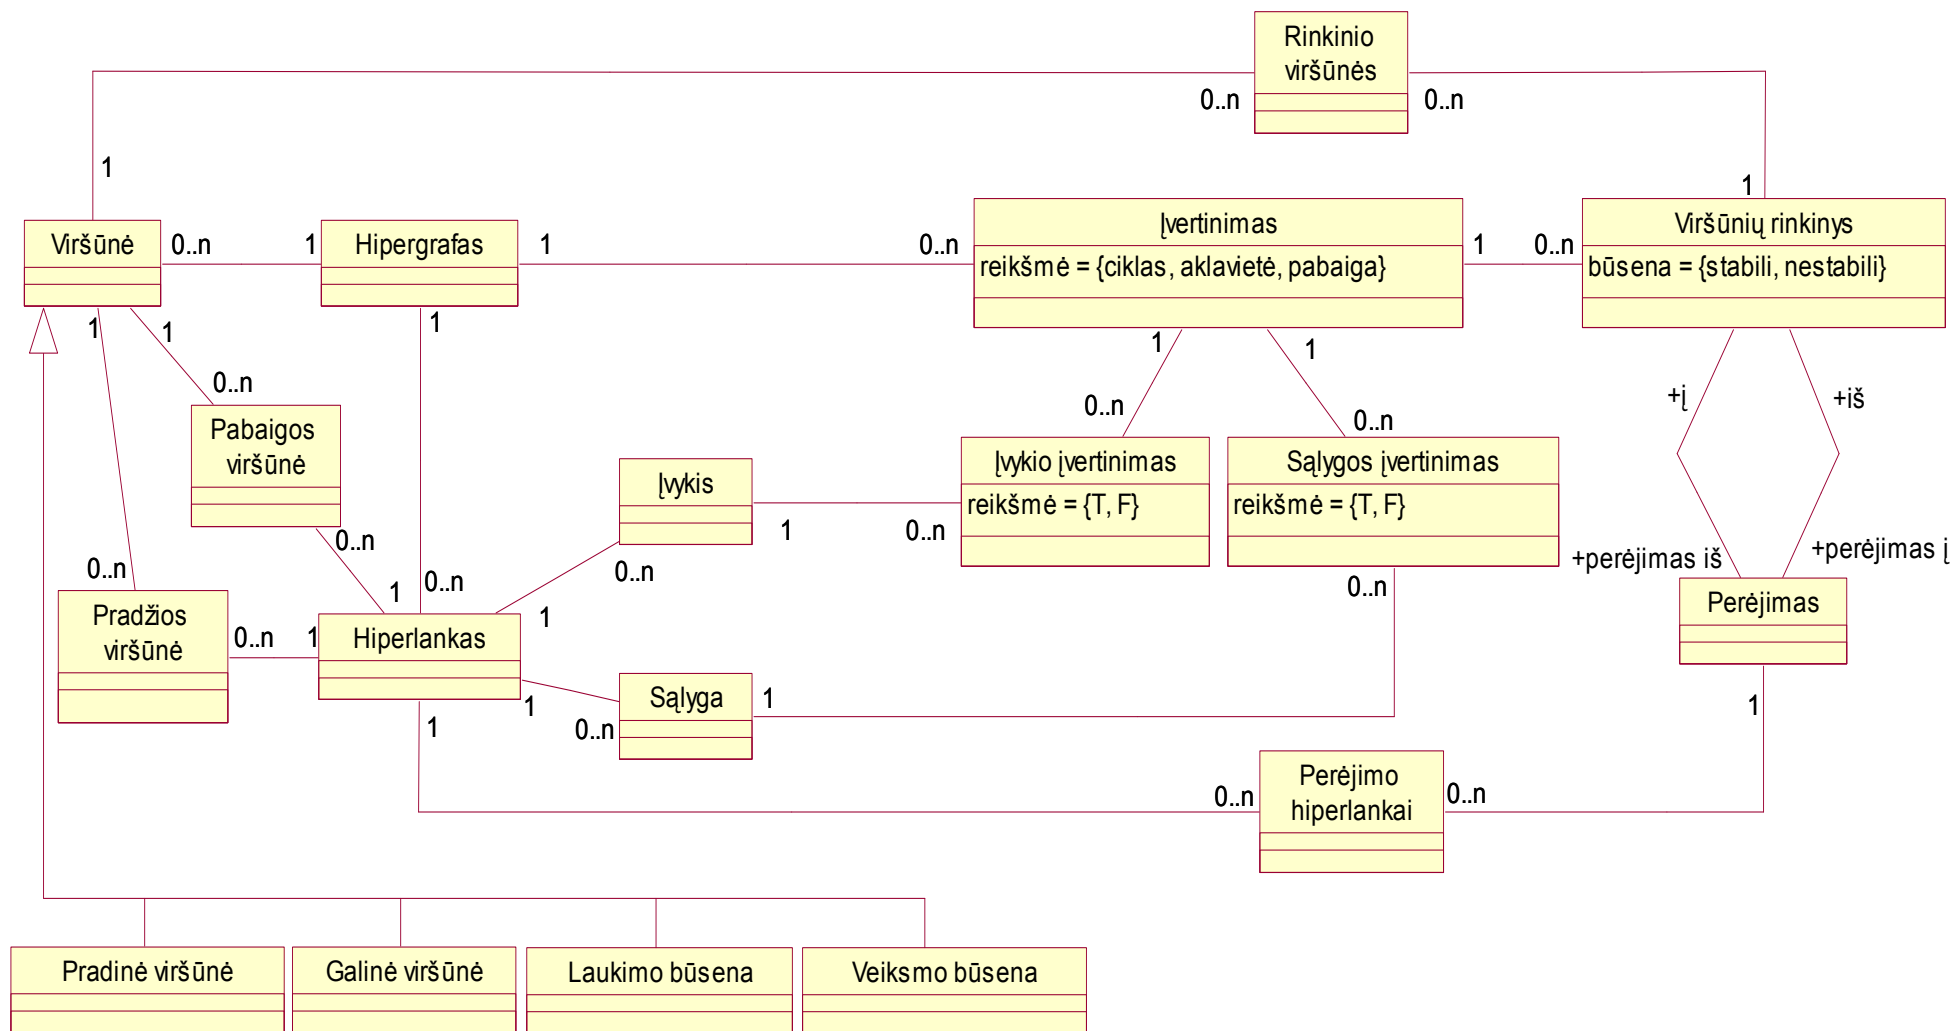 Rinkinio
viršūnės
0..n
0..n
1
1
Viršūnė
0..n
1
Hipergrafas
1
0..n
Įvertinimas
reikšmė = {ciklas, aklavietė, pabaiga}
1
0..n
Viršūnių rinkinys
būsena = {stabili, nestabili}
1
1
1
1
1
0..n
0..n
0..n
+į
+iš
Pabaigos
viršūnė
Įvykis
Įvykio įvertinimas
reikšmė = {T, F}
Sąlygos įvertinimas
reikšmė = {T, F}
0..n
1
0..n
+perėjimas iš
+perėjimas į
0..n
1
0..n
0..n
0..n
Pradžios
viršūnė
0..n
1
Hiperlankas
1
Perėjimas
1
0..n
Sąlyga
1
1
1
Perėjimo
hiperlankai
0..n
0..n
Pradinė viršūnė
Galinė viršūnė
Laukimo būsena
Veiksmo būsena